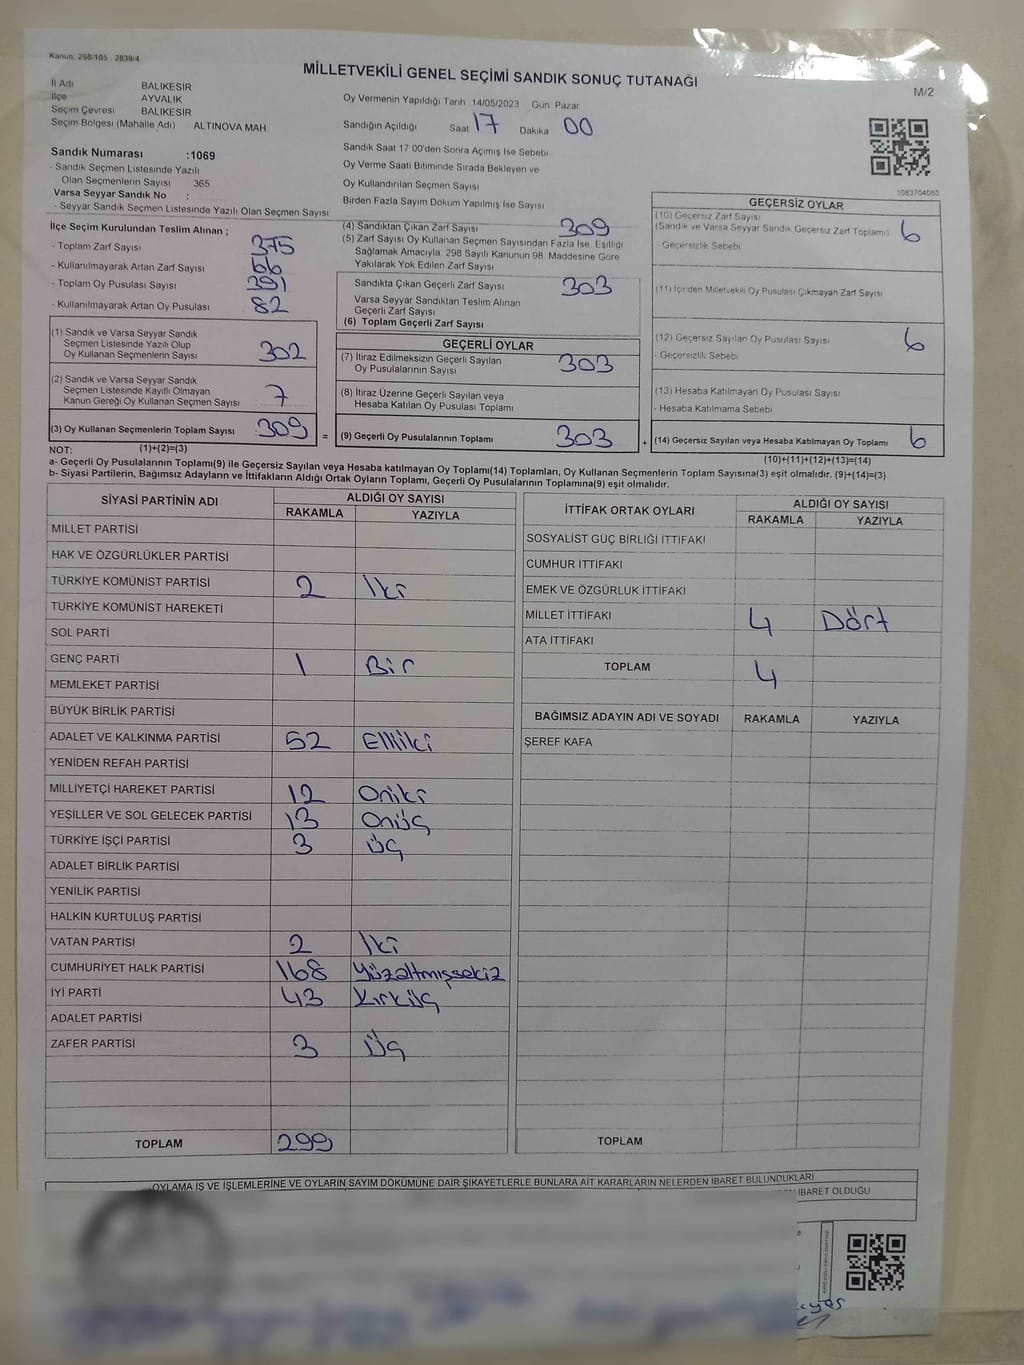 Kanun: 298/105 . 2839/4
MİLLETVEKİLİ GENEL SEÇİMİ SANDIK SONUÇ TUTANAĞI
M/2
İl Adı BALIKESİR
İlçe AYVALIK
Seçim Çevresi BALIKESİR
Seçim Bölgesi (Mahalle Adı) ALTINOVA MAH
Oy Vermenin Yapıldığı Tarih 14/05/2023 Gün Pazar
Sandığın Açıldığı Saat 17 Dakika 00
Sandık Saat 17 00'den Sonra Açımış İse Sebebi
Oy Verme Saati Bitiminde Sırada Bekleyen ve
Oy Kullandırılan Seçmen Sayısı
Birden Fazla Sayım Döküm Yapılmış İse Sayısı
Sandık Numarası :1069
- Sandık Seçmen Listesinde Yazılı
Olan Seçmenlerin Sayısı 365
Varsa Seyyar Sandık No :
- Seyyar Sandık Seçmen Listesinde Yazılı Olan Seçmen Sayısı
1083704060
İlçe Seçim Kurulundan Teslim Alınan ;
- Toplam Zarf Sayısı 375
- Kullanılmayarak Artan Zarf Sayısı 66
- Toplam Oy Pusulası Sayısı 391
- Kullanılmayarak Artan Oy Pusulası 82
(1) Sandık ve Varsa Seyyar Sandık
Seçmen Listesinde Yazılı Olup
Oy Kullanan Seçmenlerin Sayısı 302
(2) Sandık ve Varsa Seyyar Sandık
Seçmen Listesinde Kayıtlı Olmayan
Kanun Gereği Oy Kullanan Seçmen Sayısı 7
(3) Oy Kullanan Seçmenlerin Toplam Sayısı 309 =
(1)+(2)=(3)
(4) Sandıktan Çıkan Zarf Sayısı 309
(5) Zarf Sayısı Oy Kullanan Seçmen Sayısından Fazla İse, Eşitliği
Sağlamak Amacıyla, 298 Sayılı Kanunun 98. Maddesine Göre
Yakılarak Yok Edilen Zarf Sayısı
Sandıkta Çıkan Geçerli Zarf Sayısı 303
Varsa Seyyar Sandıktan Teslim Alınan
Geçerli Zarf Sayısı
(6) Toplam Geçerli Zarf Sayısı
GEÇERLİ OYLAR
(7) İtiraz Edilmeksizin Geçerli Sayılan
Oy Pusulalarının Sayısı 303
(8) İtiraz Üzerine Geçerli Sayılan veya
Hesaba Katılan Oy Pusulası Toplamı
(9) Geçerli Oy Pusulalarının Toplamı 303 +
GEÇERSİZ OYLAR
(10) Geçersiz Zarf Sayısı
(Sandık ve Varsa Seyyar Sandık Geçersiz Zarf Toplamı) 6
- Geçersizlik Sebebi
(11) İçinden Milletvekili Oy Pusulası Çıkmayan Zarf Sayısı
(12) Geçersiz Sayılan Oy Pusulası Sayısı 6
- Geçersizlik Sebebi
(13) Hesaba Katılmayan Oy Pusulası Sayısı
- Hesaba Katılmama Sebebi
(14) Geçersiz Sayılan veya Hesaba Katılmayan Oy Toplamı 6
(10)+(11)+(12)+(13)=(14)
NOT:
a- Geçerli Oy Pusulalarının Toplamı(9) ile Geçersiz Sayılan veya Hesaba katılmayan Oy Toplamı(14) Toplamları, Oy Kullanan Seçmenlerin Toplam Sayısına(3) eşit olmalıdır. (9)+(14)=(3)
b- Siyasi Partilerin, Bağımsız Adayların ve İttifakların Aldığı Ortak Oyların Toplamı, Geçerli Oy Pusulalarının Toplamına(9) eşit olmalıdır.
SİYASİ PARTİNİN ADI ALDIĞI OY SAYISI
RAKAMLA YAZIYLA
MİLLET PARTİSİ
HAK VE ÖZGÜRLÜKLER PARTİSİ
TÜRKİYE KOMÜNİST PARTİSİ 2 İki
TÜRKİYE KOMÜNİST HAREKETİ
SOL PARTİ
GENÇ PARTİ 1 Bir
MEMLEKET PARTİSİ
BÜYÜK BİRLİK PARTİSİ
ADALET VE KALKINMA PARTİSİ 52 Elliiki
YENİDEN REFAH PARTİSİ
MİLLİYETÇİ HAREKET PARTİSİ 12 Oniki
YEŞİLLER VE SOL GELECEK PARTİSİ 13 Onüç
TÜRKİYE İŞÇİ PARTİSİ 3 Üç
ADALET BİRLİK PARTİSİ
YENİLİK PARTİSİ
HALKIN KURTULUŞ PARTİSİ
VATAN PARTİSİ 2 İki
CUMHURİYET HALK PARTİSİ 168 Yüzaltmışsekiz
İYİ PARTİ 43 Kırküç
ADALET PARTİSİ
ZAFER PARTİSİ 3 Üç
TOPLAM 299
İTTİFAK ORTAK OYLARI ALDIĞI OY SAYISI
RAKAMLA YAZIYLA
SOSYALİST GÜÇ BİRLİĞİ İTTİFAKI
CUMHUR İTTİFAKI
EMEK VE ÖZGÜRLÜK İTTİFAKI
MİLLET İTTİFAKI 4 Dört
ATA İTTİFAKI
TOPLAM 4
BAĞIMSIZ ADAYIN ADI VE SOYADI RAKAMLA YAZIYLA
ŞEREF KAFA
TOPLAM
OYLAMA İŞ VE İŞLEMLERİNE VE OYLARIN SAYIM DÖKÜMÜNE DAİR ŞİKAYETLERLE BUNLARA AİT KARARLARIN NELERDEN İBARET BULUNDUKLARI
İBARET OLDUĞU